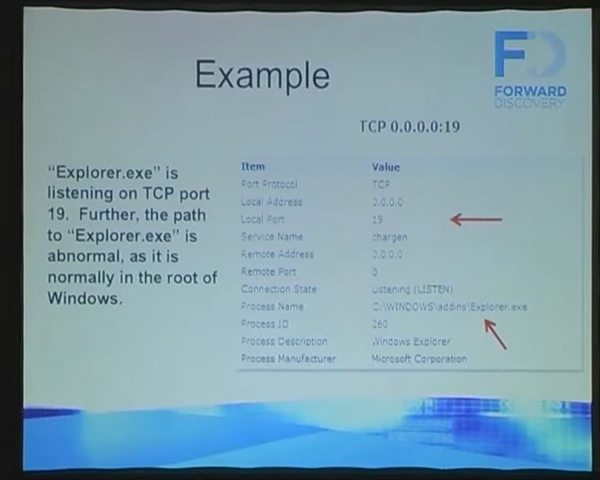 Example
FORWARD
DISCOVERY
TCP 0.0.0.0:19
"Explorer.exe" is
listening on TCP port
19. Further, the path
to "Explorer.exe" is
abnormal, as it is
normally in the root of
Windows.
Item Value
Port Protocol TCP
Local Address 0.0.0.0
Local Port 19
Service Name chargen
Remote Address 0.0.0.0
Remote Port 0
Connection State Listening (LISTEN)
Process Name C:\WINDOWS\addins\Explorer.exe
Process ID 260
Process Description Windows Explorer
Process Manufacturer Microsoft Corporation